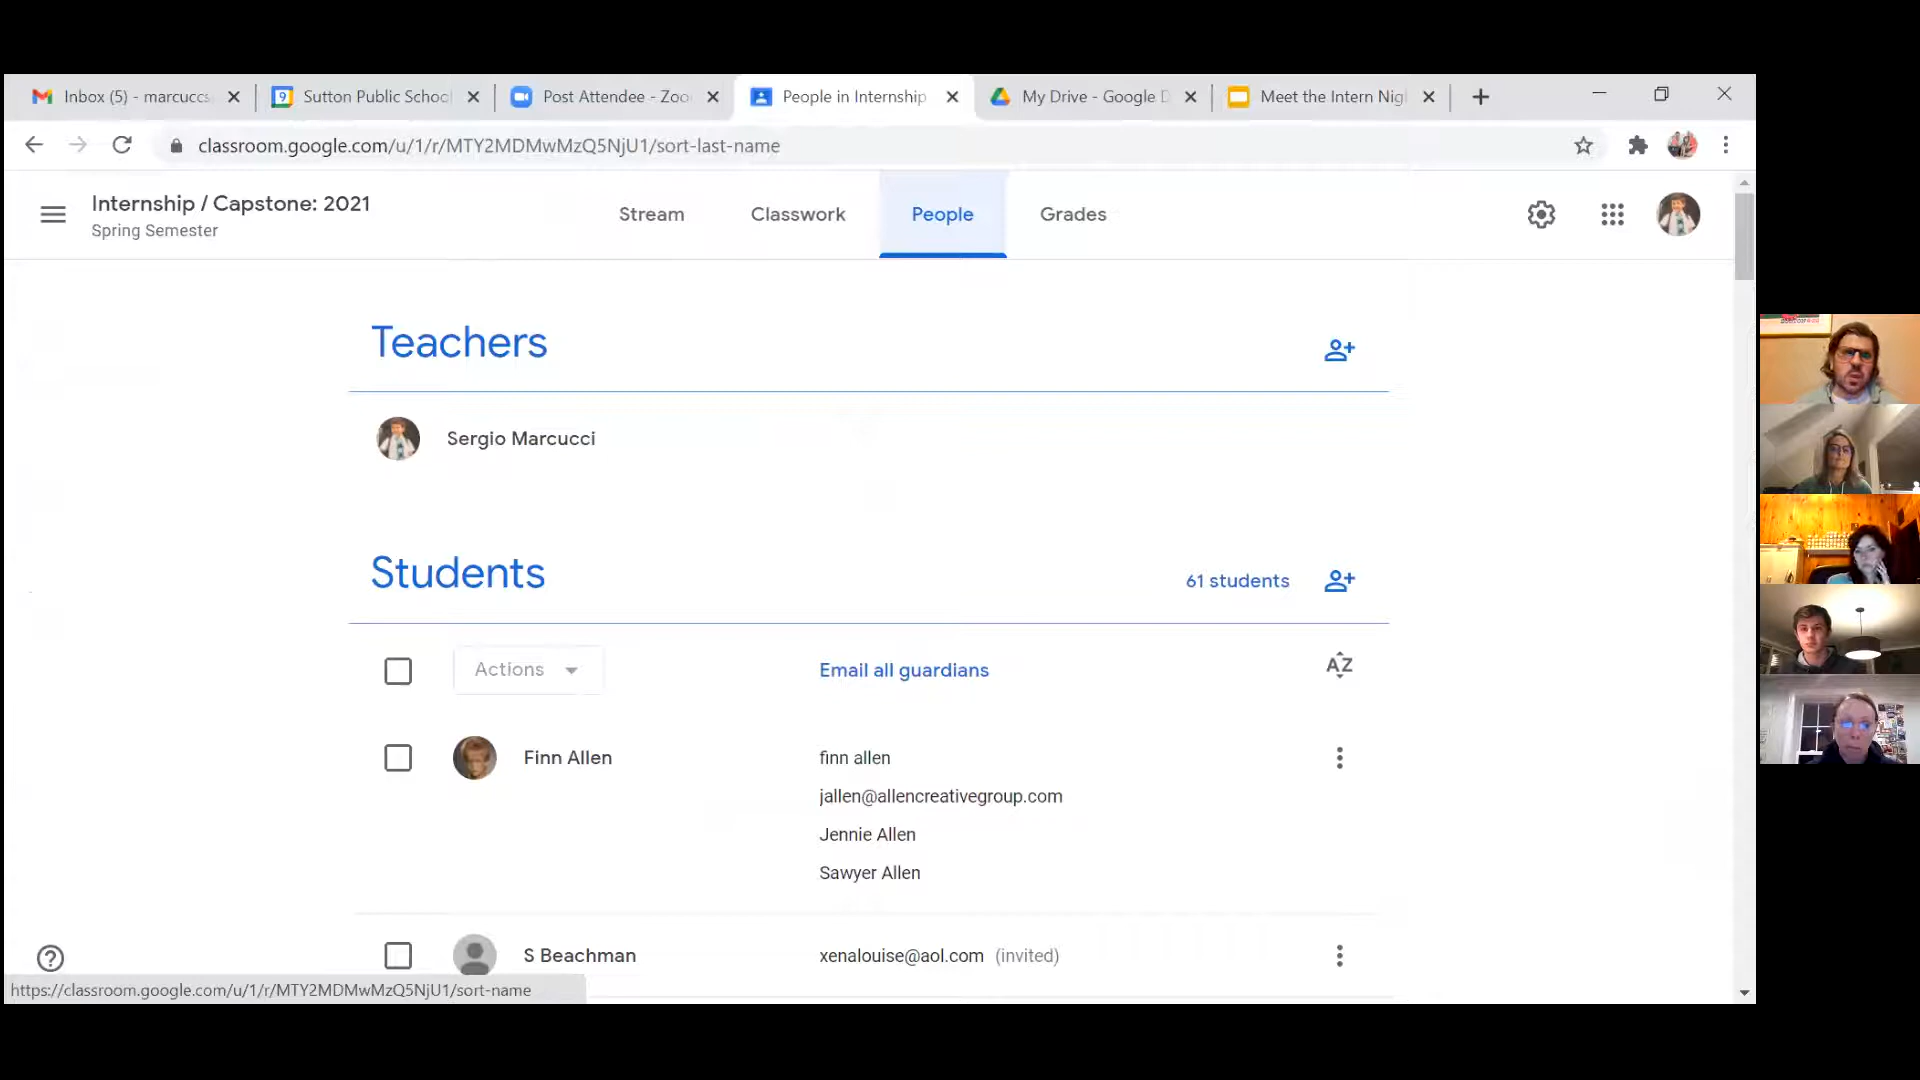 Inbox (5) - marcuccs
Sutton Public School
Post Attendee - Zoo
People in Internship
My Drive - Google D
Meet the Intern Nig
classroom.google.com/u/1/r/MTY2MDMwMzQ5NjU1/sort-last-name
Internship / Capstone: 2021
Spring Semester
Stream
Classwork
People
Grades
Teachers
Sergio Marcucci
Students
61 students
Actions
Email all guardians
AZ
Finn Allen
finn allen
jallen@allencreativegroup.com
Jennie Allen
Sawyer Allen
S Beachman
xenalouise@aol.com (invited)
https://classroom.google.com/u/1/r/MTY2MDMwMzQ5NjU1/sort-name